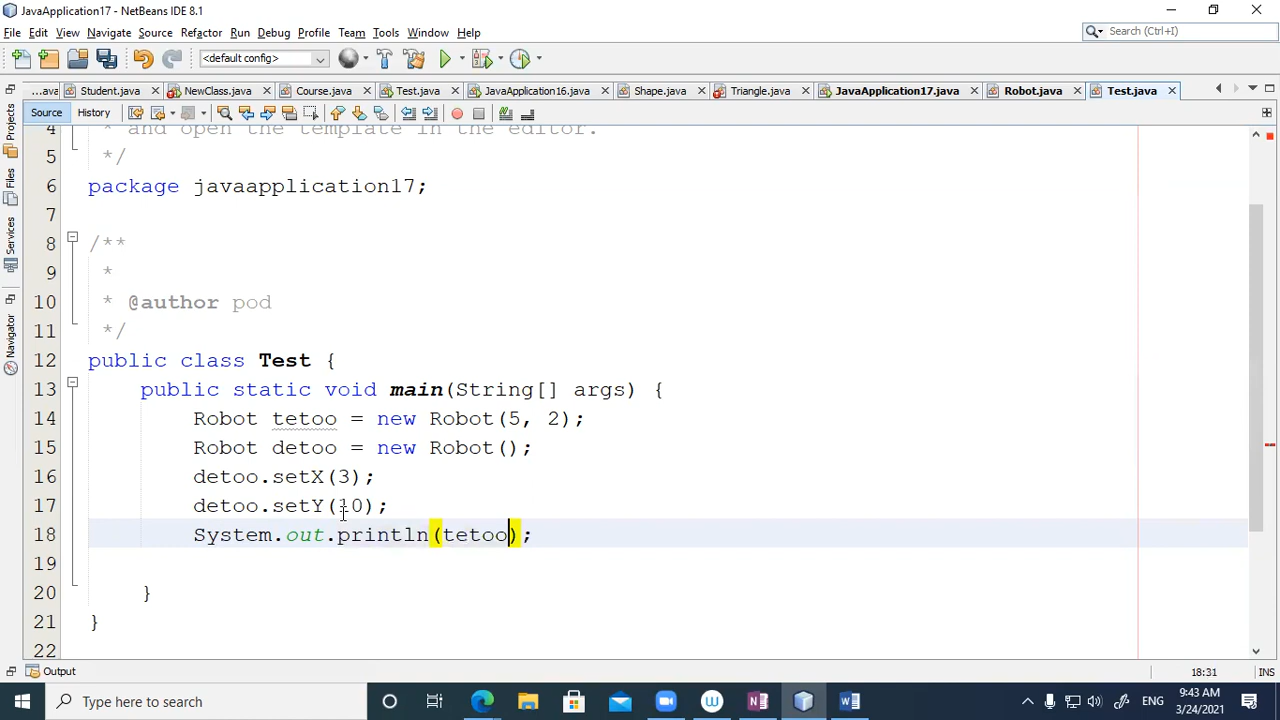 JavaApplication17 - NetBeans IDE 8.1
File Edit View Navigate Source Refactor Run Debug Profile Team Tools Window Help
Search (Ctrl+I)
<default config>
...ava Student.java NewClass.java Course.java Test.java JavaApplication16.java Shape.java Triangle.java JavaApplication17.java Robot.java Test.java
Source History
Projects
Files
Services
Navigator
4 * and open the template in the editor.
5 */
6 package javaapplication17;
7
8 /**
9 *
10 * @author pod
11 */
12 public class Test {
13 public static void main(String[] args) {
14 Robot tetoo = new Robot(5, 2);
15 Robot detoo = new Robot();
16 detoo.setX(3);
17 detoo.setY(10);
18 System.out.println(tetoo);
19
20 }
21 }
22
Output
18:31 INS
Type here to search
ENG
9:43 AM
3/24/2021